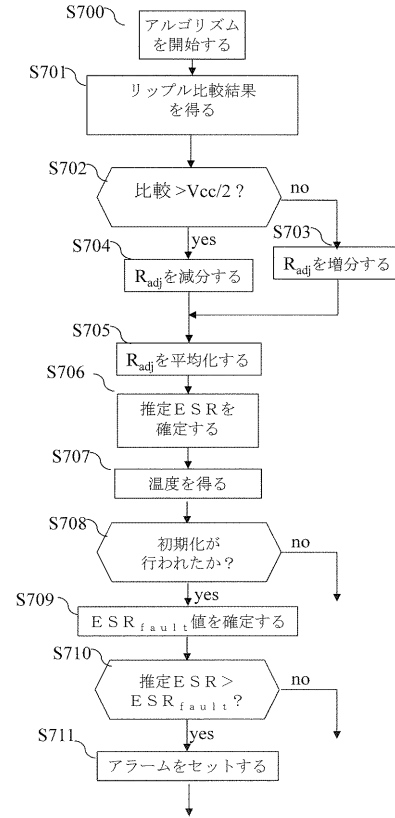 S700
アルゴリズム
を開始する
S701
リップル比較結果
を得る
S702
比較 >Vcc/2？
no
yes
S703
Radjを増分する
S704
Radjを減分する
S705
Radjを平均化する
S706
推定ＥＳＲを
確定する
S707
温度を得る
S708
初期化が
行われたか？
no
yes
S709
ＥＳＲｆａｕｌｔ値を確定する
S710
推定ＥＳＲ>
ＥＳＲｆａｕｌｔ？
no
yes
S711
アラームをセットする